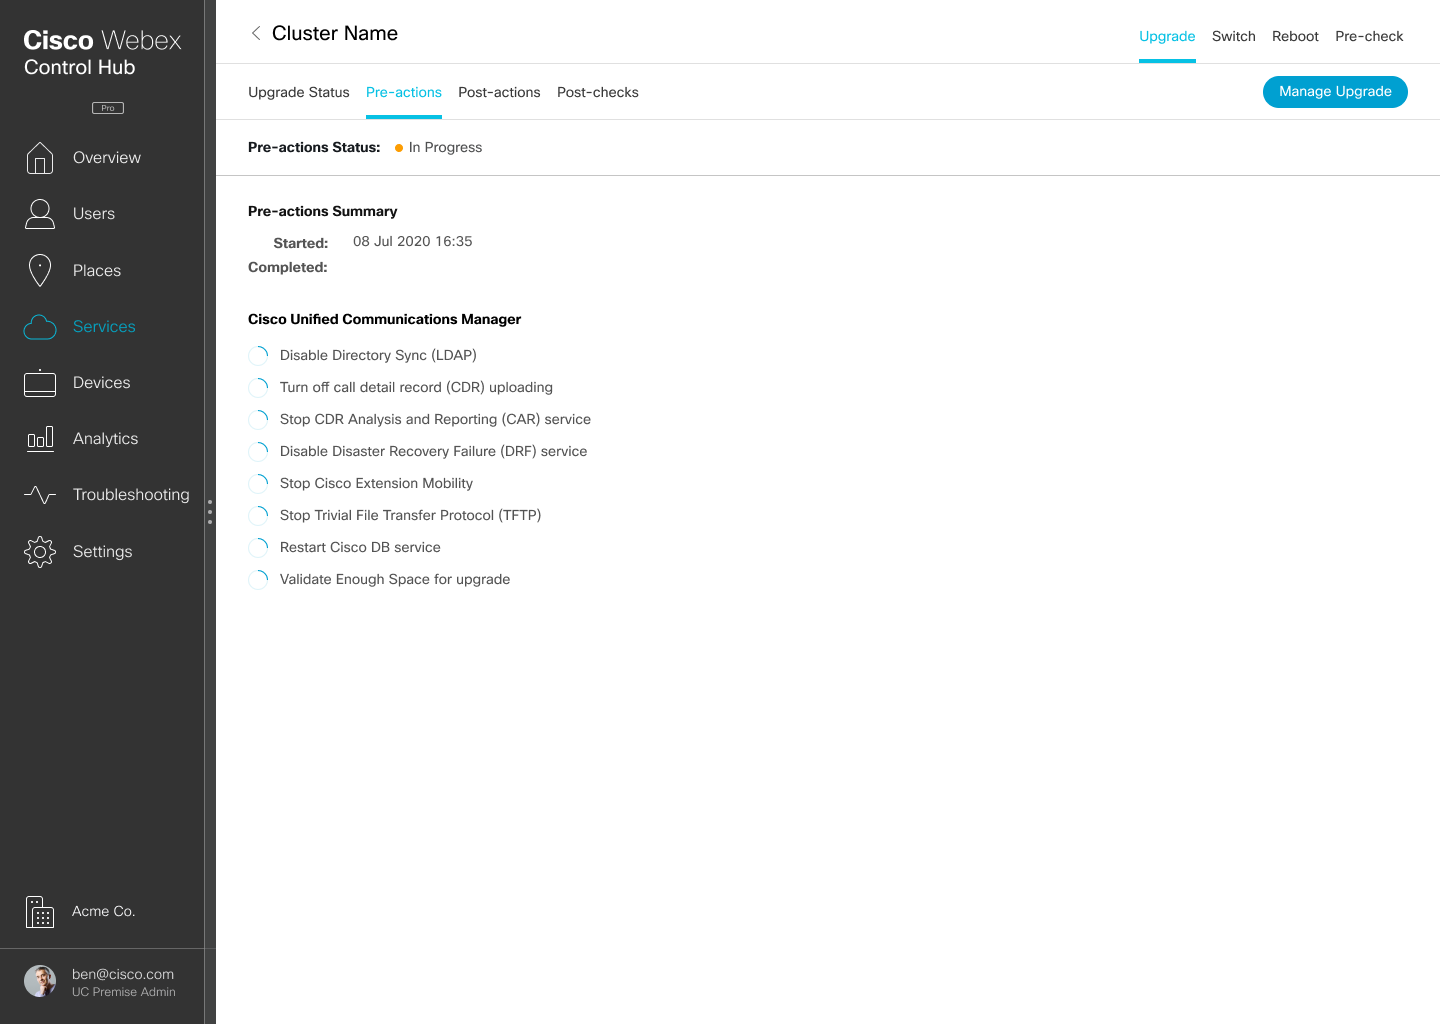 Cisco Webex
Control Hub
Pro
Overview
Users
Places
Services
Devices
Analytics
Troubleshooting
Settings
Acme Co.
ben@cisco.com
UC Premise Admin
Cluster Name
Upgrade Switch Reboot Pre-check
Upgrade Status Pre-actions Post-actions Post-checks
Manage Upgrade
Pre-actions Status: In Progress
Pre-actions Summary
Started: 08 Jul 2020 16:35
Completed:
Cisco Unified Communications Manager
Disable Directory Sync (LDAP)
Turn off call detail record (CDR) uploading
Stop CDR Analysis and Reporting (CAR) service
Disable Disaster Recovery Failure (DRF) service
Stop Cisco Extension Mobility
Stop Trivial File Transfer Protocol (TFTP)
Restart Cisco DB service
Validate Enough Space for upgrade